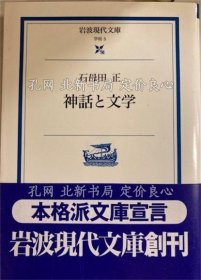 岩波現代文庫
学術 5
石母田 正
孔网 北新书局 定价良心
神話と文学
孔网 北新书局 定价良心
本格派文庫宣言
岩波現代文庫創刊